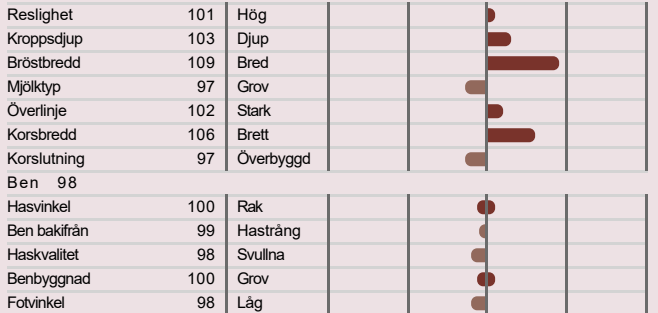 Reslighet 101 Hög
Kroppsdjup 103 Djup
Bröstbredd 109 Bred
Mjölktyp 97 Grov
Överlinje 102 Stark
Korsbredd 106 Brett
Korslutning 97 Överbyggd
Ben 98
Hasvinkel 100 Rak
Ben bakifrån 99 Hastrång
Haskvalitet 98 Svullna
Benbyggnad 100 Grov
Fotvinkel 98 Låg